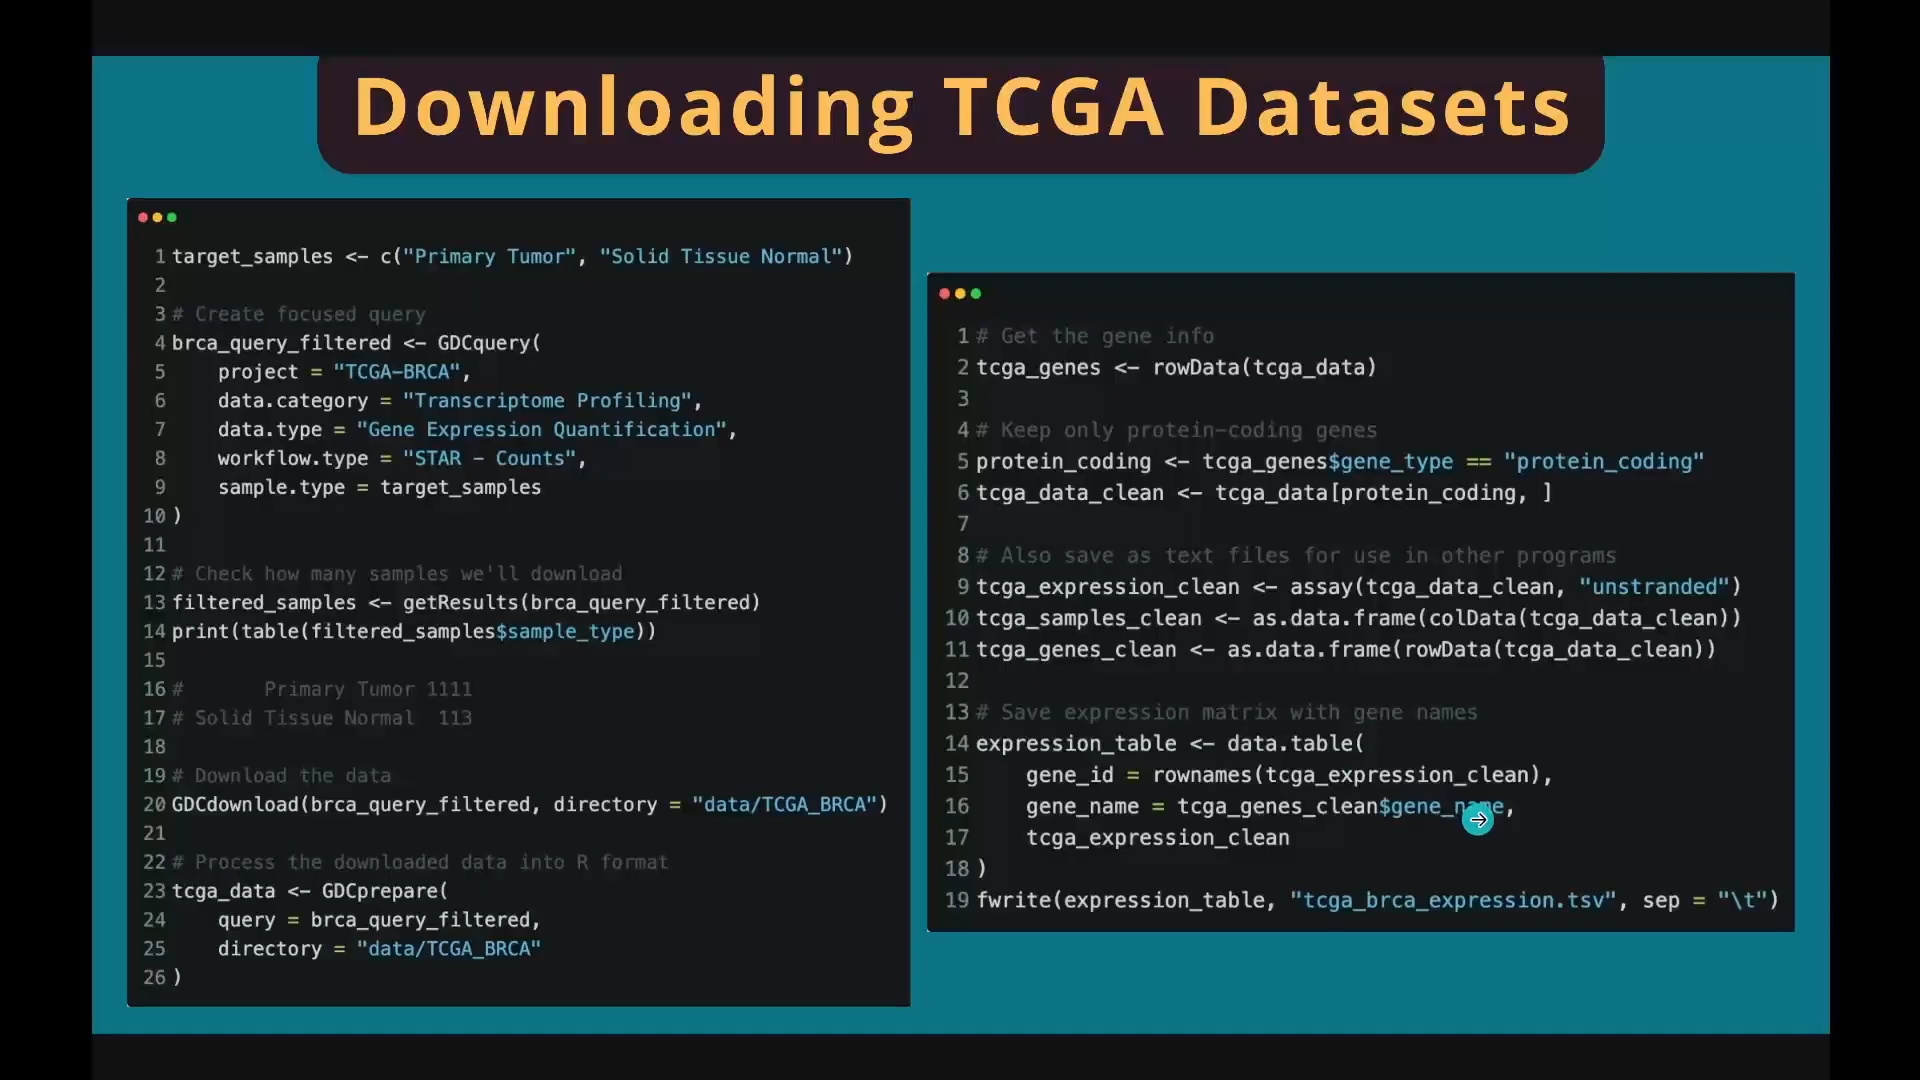 Downloading TCGA Datasets
1 target_samples <- c("Primary Tumor", "Solid Tissue Normal")
2
3 # Create focused query
4 brca_query_filtered <- GDCquery(
5     project = "TCGA-BRCA",
6     data.category = "Transcriptome Profiling",
7     data.type = "Gene Expression Quantification",
8     workflow.type = "STAR - Counts",
9     sample.type = target_samples
10 )
11
12 # Check how many samples we'll download
13 filtered_samples <- getResults(brca_query_filtered)
14 print(table(filtered_samples$sample_type))
15
16 #       Primary Tumor 1111
17 # Solid Tissue Normal  113
18
19 # Download the data
20 GDCdownload(brca_query_filtered, directory = "data/TCGA_BRCA")
21
22 # Process the downloaded data into R format
23 tcga_data <- GDCprepare(
24     query = brca_query_filtered,
25     directory = "data/TCGA_BRCA"
26 )
1 # Get the gene info
2 tcga_genes <- rowData(tcga_data)
3
4 # Keep only protein-coding genes
5 protein_coding <- tcga_genes$gene_type == "protein_coding"
6 tcga_data_clean <- tcga_data[protein_coding, ]
7
8 # Also save as text files for use in other programs
9 tcga_expression_clean <- assay(tcga_data_clean, "unstranded")
10 tcga_samples_clean <- as.data.frame(colData(tcga_data_clean))
11 tcga_genes_clean <- as.data.frame(rowData(tcga_data_clean))
12
13 # Save expression matrix with gene names
14 expression_table <- data.table(
15     gene_id = rownames(tcga_expression_clean),
16     gene_name = tcga_genes_clean$gene_name,
17     tcga_expression_clean
18 )
19 fwrite(expression_table, "tcga_brca_expression.tsv", sep = "\t")